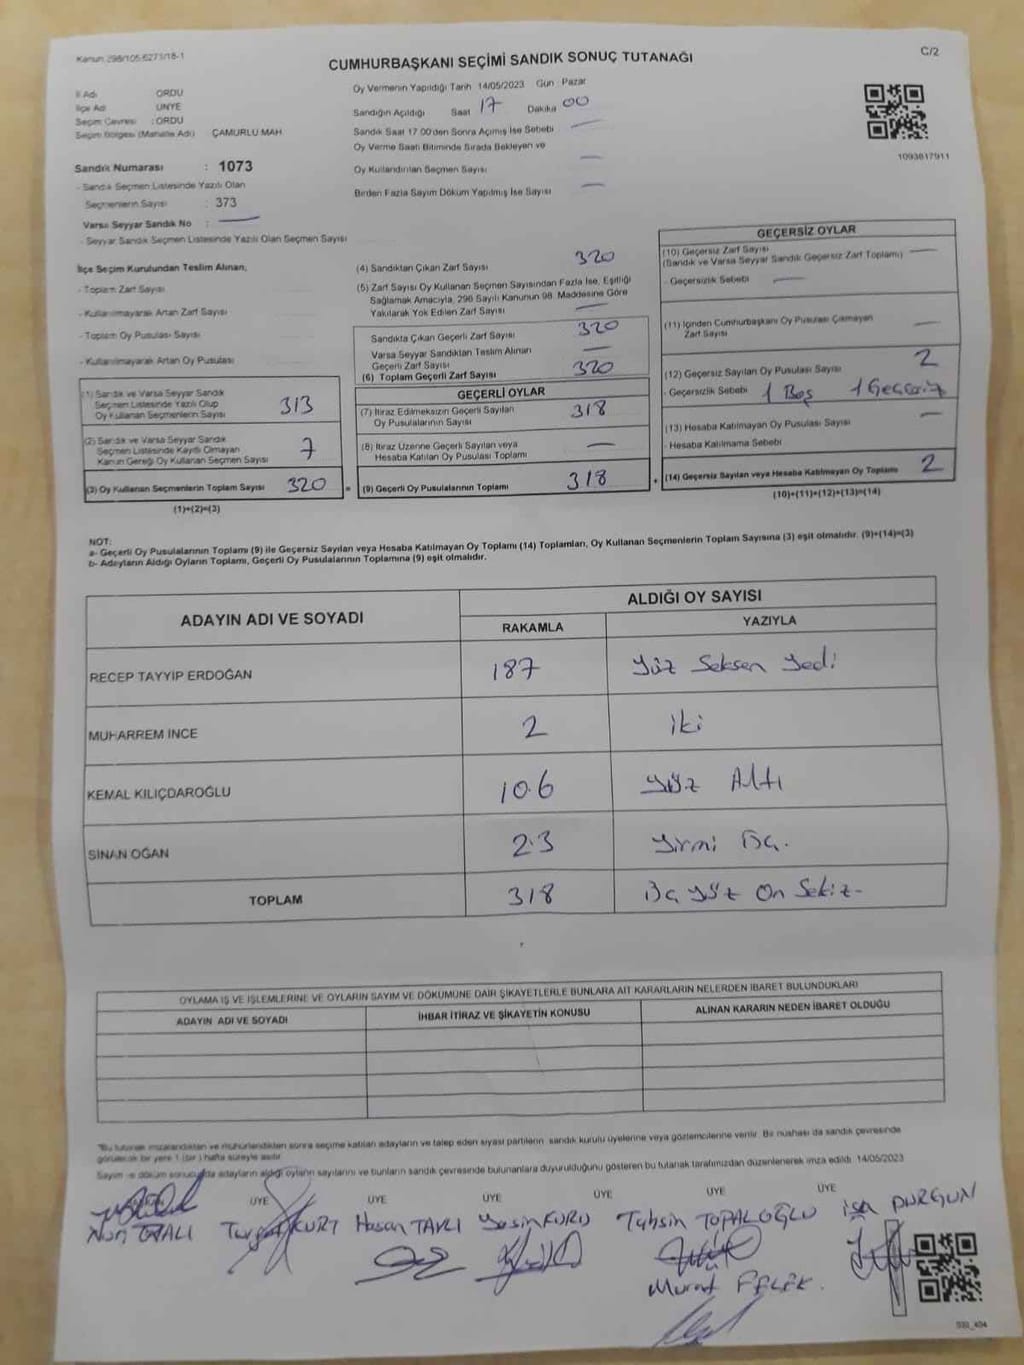 Kanun 298/105.6271/18-1
C/2
CUMHURBAŞKANI SEÇİMİ SANDIK SONUÇ TUTANAĞI
İl Adı ORDU
İlçe Adı ÜNYE
Seçim Çevresi :ORDU
Seçim Bölgesi (Mahalle Adı) ÇAMURLU MAH.
Sandık Numarası : 1073
- Sandık Seçmen Listesinde Yazılı Olan
Seçmenlerin Sayısı : 373
Varsa Seyyar Sandık No : —
- Seyyar Sandık Seçmen Listesinde Yazılı Olan Seçmen Sayısı
Oy Vermenin Yapıldığı Tarih 14/05/2023 Gün Pazar
Sandığın Açıldığı Saat 17 Dakika 00
Sandık Saat 17.00'den Sonra Açılmış İse Sebebi —
Oy Verme Saati Bitiminde Sırada Bekleyen ve
Oy Kullandırılan Seçmen Sayısı —
Birden Fazla Sayım Döküm Yapılmış İse Sayısı —
1093817911
İlçe Seçim Kurulundan Teslim Alınan,
- Toplam Zarf Sayısı
- Kullanılmayarak Artan Zarf Sayısı
- Toplam Oy Pusulası Sayısı
- Kullanılmayarak Artan Oy Pusulası
(1) Sandık ve Varsa Seyyar Sandık
Seçmen Listesinde Yazılı Olup
Oy Kullanan Seçmenlerin Sayısı 313
(2) Sandık ve Varsa Seyyar Sandık
Seçmen Listesinde Kayıtlı Olmayan
Kanun Gereği Oy Kullanan Seçmen Sayısı 7
(3) Oy Kullanan Seçmenlerin Toplam Sayısı 320 =
(1)+(2)=(3)
(4) Sandıktan Çıkan Zarf Sayısı 320
(5) Zarf Sayısı Oy Kullanan Seçmen Sayısından Fazla İse, Eşitliği
Sağlamak Amacıyla, 298 Sayılı Kanunun 98. Maddesine Göre
Yakılarak Yok Edilen Zarf Sayısı —
Sandıkta Çıkan Geçerli Zarf Sayısı 320
Varsa Seyyar Sandıktan Teslim Alınan
Geçerli Zarf Sayısı —
(6) Toplam Geçerli Zarf Sayısı 320
GEÇERLİ OYLAR
(7) İtiraz Edilmeksizin Geçerli Sayılan
Oy Pusulalarının Sayısı 318
(8) İtiraz Üzerine Geçerli Sayılan veya
Hesaba Katılan Oy Pusulası Toplamı —
(9) Geçerli Oy Pusulalarının Toplamı 318 +
GEÇERSİZ OYLAR
(10) Geçersiz Zarf Sayısı
(Sandık ve Varsa Seyyar Sandık Geçersiz Zarf Toplamı) —
- Geçersizlik Sebebi —
(11) İçinden Cumhurbaşkanı Oy Pusulası Çıkmayan
Zarf Sayısı —
(12) Geçersiz Sayılan Oy Pusulası Sayısı 2
- Geçersizlik Sebebi 1 Boş 1 Geçersiz
(13) Hesaba Katılmayan Oy Pusulası Sayısı —
- Hesaba Katılmama Sebebi
(14) Geçersiz Sayılan veya Hesaba Katılmayan Oy Toplamı 2
(10)+(11)+(12)+(13)=(14)
NOT:
a- Geçerli Oy Pusulalarının Toplamı (9) ile Geçersiz Sayılan veya Hesaba Katılmayan Oy Toplamı (14) Toplamları, Oy Kullanan Seçmenlerin Toplam Sayısına (3) eşit olmalıdır. (9)+(14)=(3)
b- Adayların Aldığı Oyların Toplamı, Geçerli Oy Pusulalarının Toplamına (9) eşit olmalıdır.
ADAYIN ADI VE SOYADI ALDIĞI OY SAYISI
RAKAMLA YAZIYLA
RECEP TAYYİP ERDOĞAN 187 Yüz Seksen Yedi
MUHARREM İNCE 2 iki
KEMAL KILIÇDAROĞLU 106 Yüz Altı
SİNAN OĞAN 23 Yirmi Üç.
TOPLAM 318 Üç Yüz On Sekiz-
OYLAMA İŞ VE İŞLEMLERİNE VE OYLARIN SAYIM VE DÖKÜMÜNE DAİR ŞİKAYETLERLE BUNLARA AİT KARARLARIN NELERDEN İBARET BULUNDUKLARI
ADAYIN ADI VE SOYADI İHBAR İTİRAZ VE ŞİKAYETİN KONUSU ALINAN KARARIN NEDEN İBARET OLDUĞU
*Bu tutanak imzalandıktan ve mühürlendikten sonra seçime katılan adayların ve talep eden siyasi partilerin sandık kurulu üyelerine veya gözlemcilerine verilir. Bir nüshası da sandık çevresinde
görülecek bir yere 1 (bir) hafta süreyle asılır.
Sayım ve döküm sonucunda adayların aldığı oyların sayılarını ve bunların sandık çevresinde bulunanlara duyurulduğunu gösteren bu tutanak tarafımızdan düzenlenerek imza edildi. 14/05/2023
ÜYE ÜYE ÜYE ÜYE ÜYE ÜYE
Nuri Turgut KURT Hasan TAVLI Yasin KURU Tahsin TOPALOĞLU İsa DURGUN
Murat FELEK.